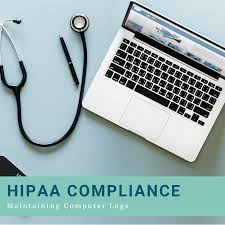 HIPAA COMPLIANCE
Maintaining Computer Logs